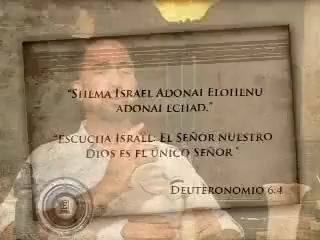 "Shema Israel Adonai Elohenu
adonai echad."
"Escucha Israel: El Señor nuestro
Dios es el único Señor"
Deuteronomio 6:4